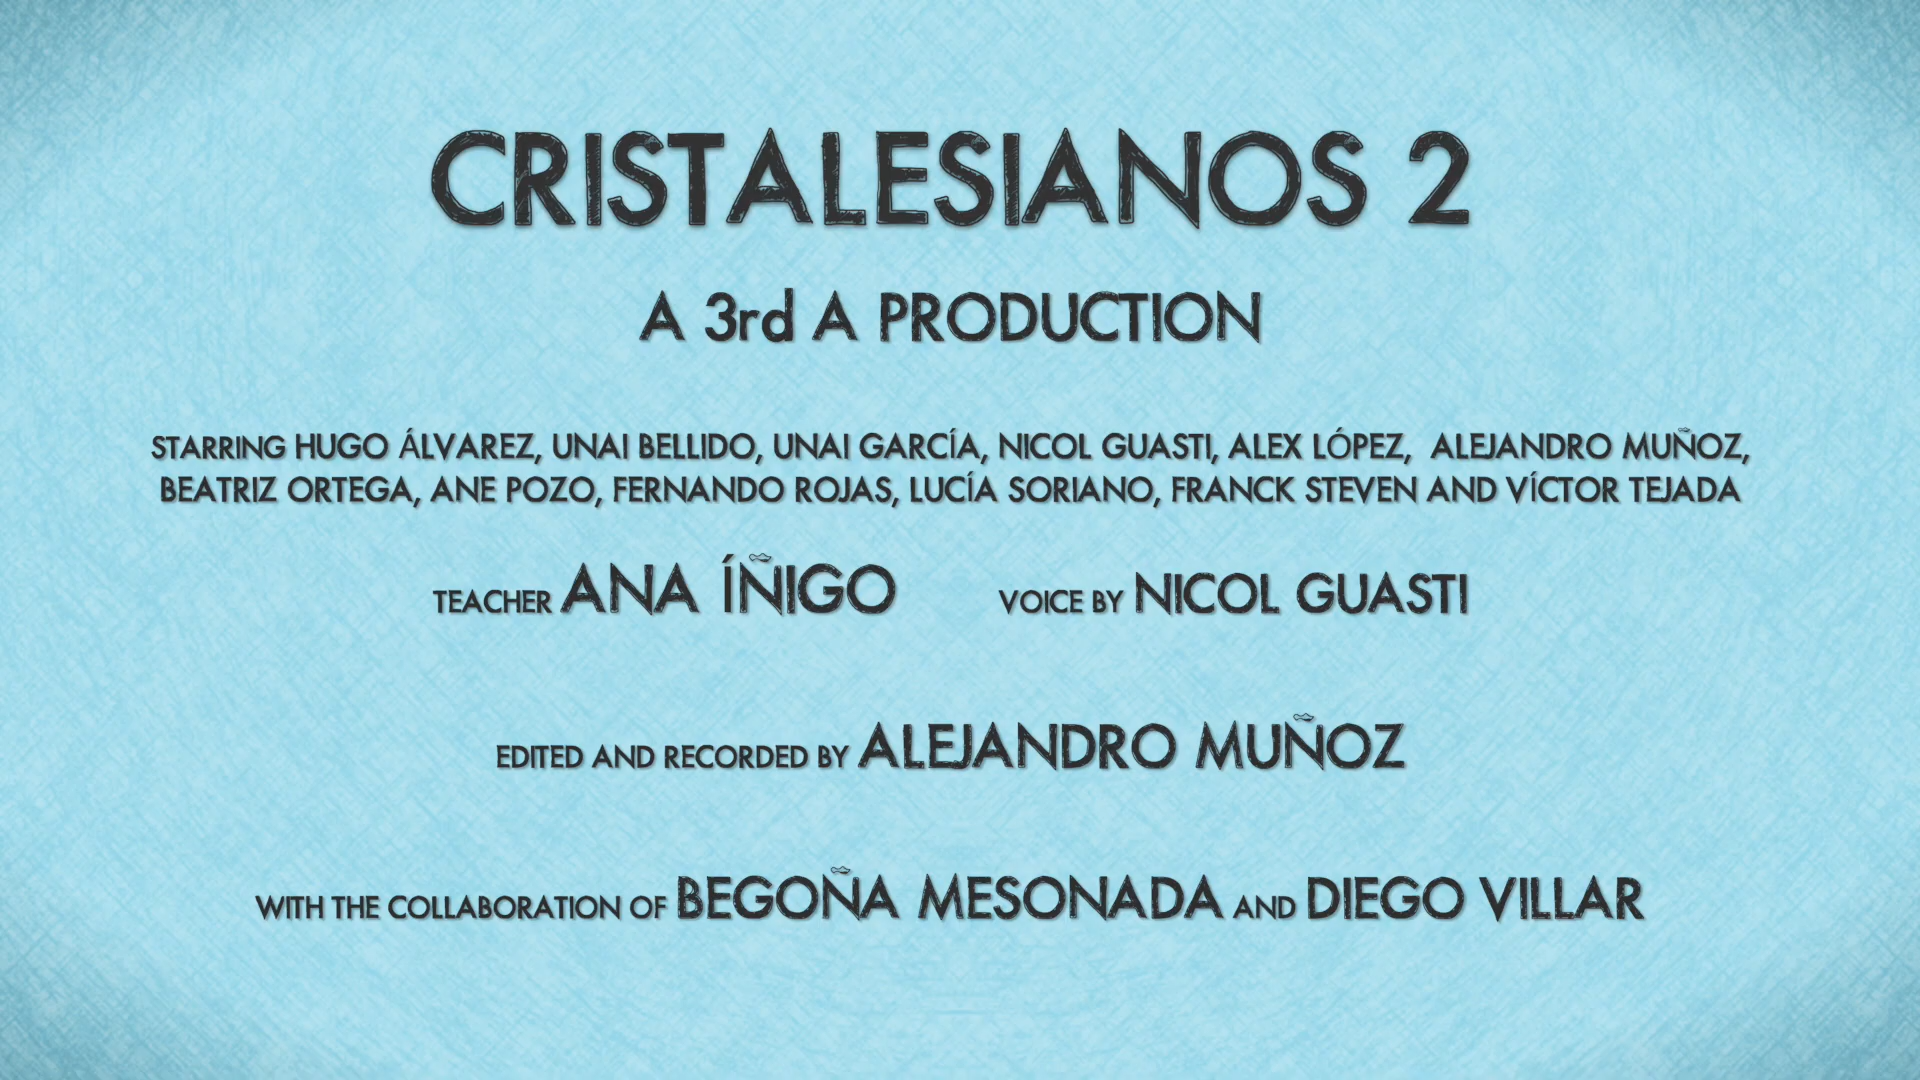 CRISTALESIANOS 2
A 3rd A PRODUCTION
STARRING HUGO ÁLVAREZ, UNAI BELLIDO, UNAI GARCÍA, NICOL GUASTI, ALEX LÓPEZ, ALEJANDRO MUÑOZ,
BEATRIZ ORTEGA, ANE POZO, FERNANDO ROJAS, LUCÍA SORIANO, FRANCK STEVEN AND VÍCTOR TEJADA
TEACHER ANA ÍÑIGO VOICE BY NICOL GUASTI
EDITED AND RECORDED BY ALEJANDRO MUÑOZ
WITH THE COLLABORATION OF BEGOÑA MESONADA AND DIEGO VILLAR